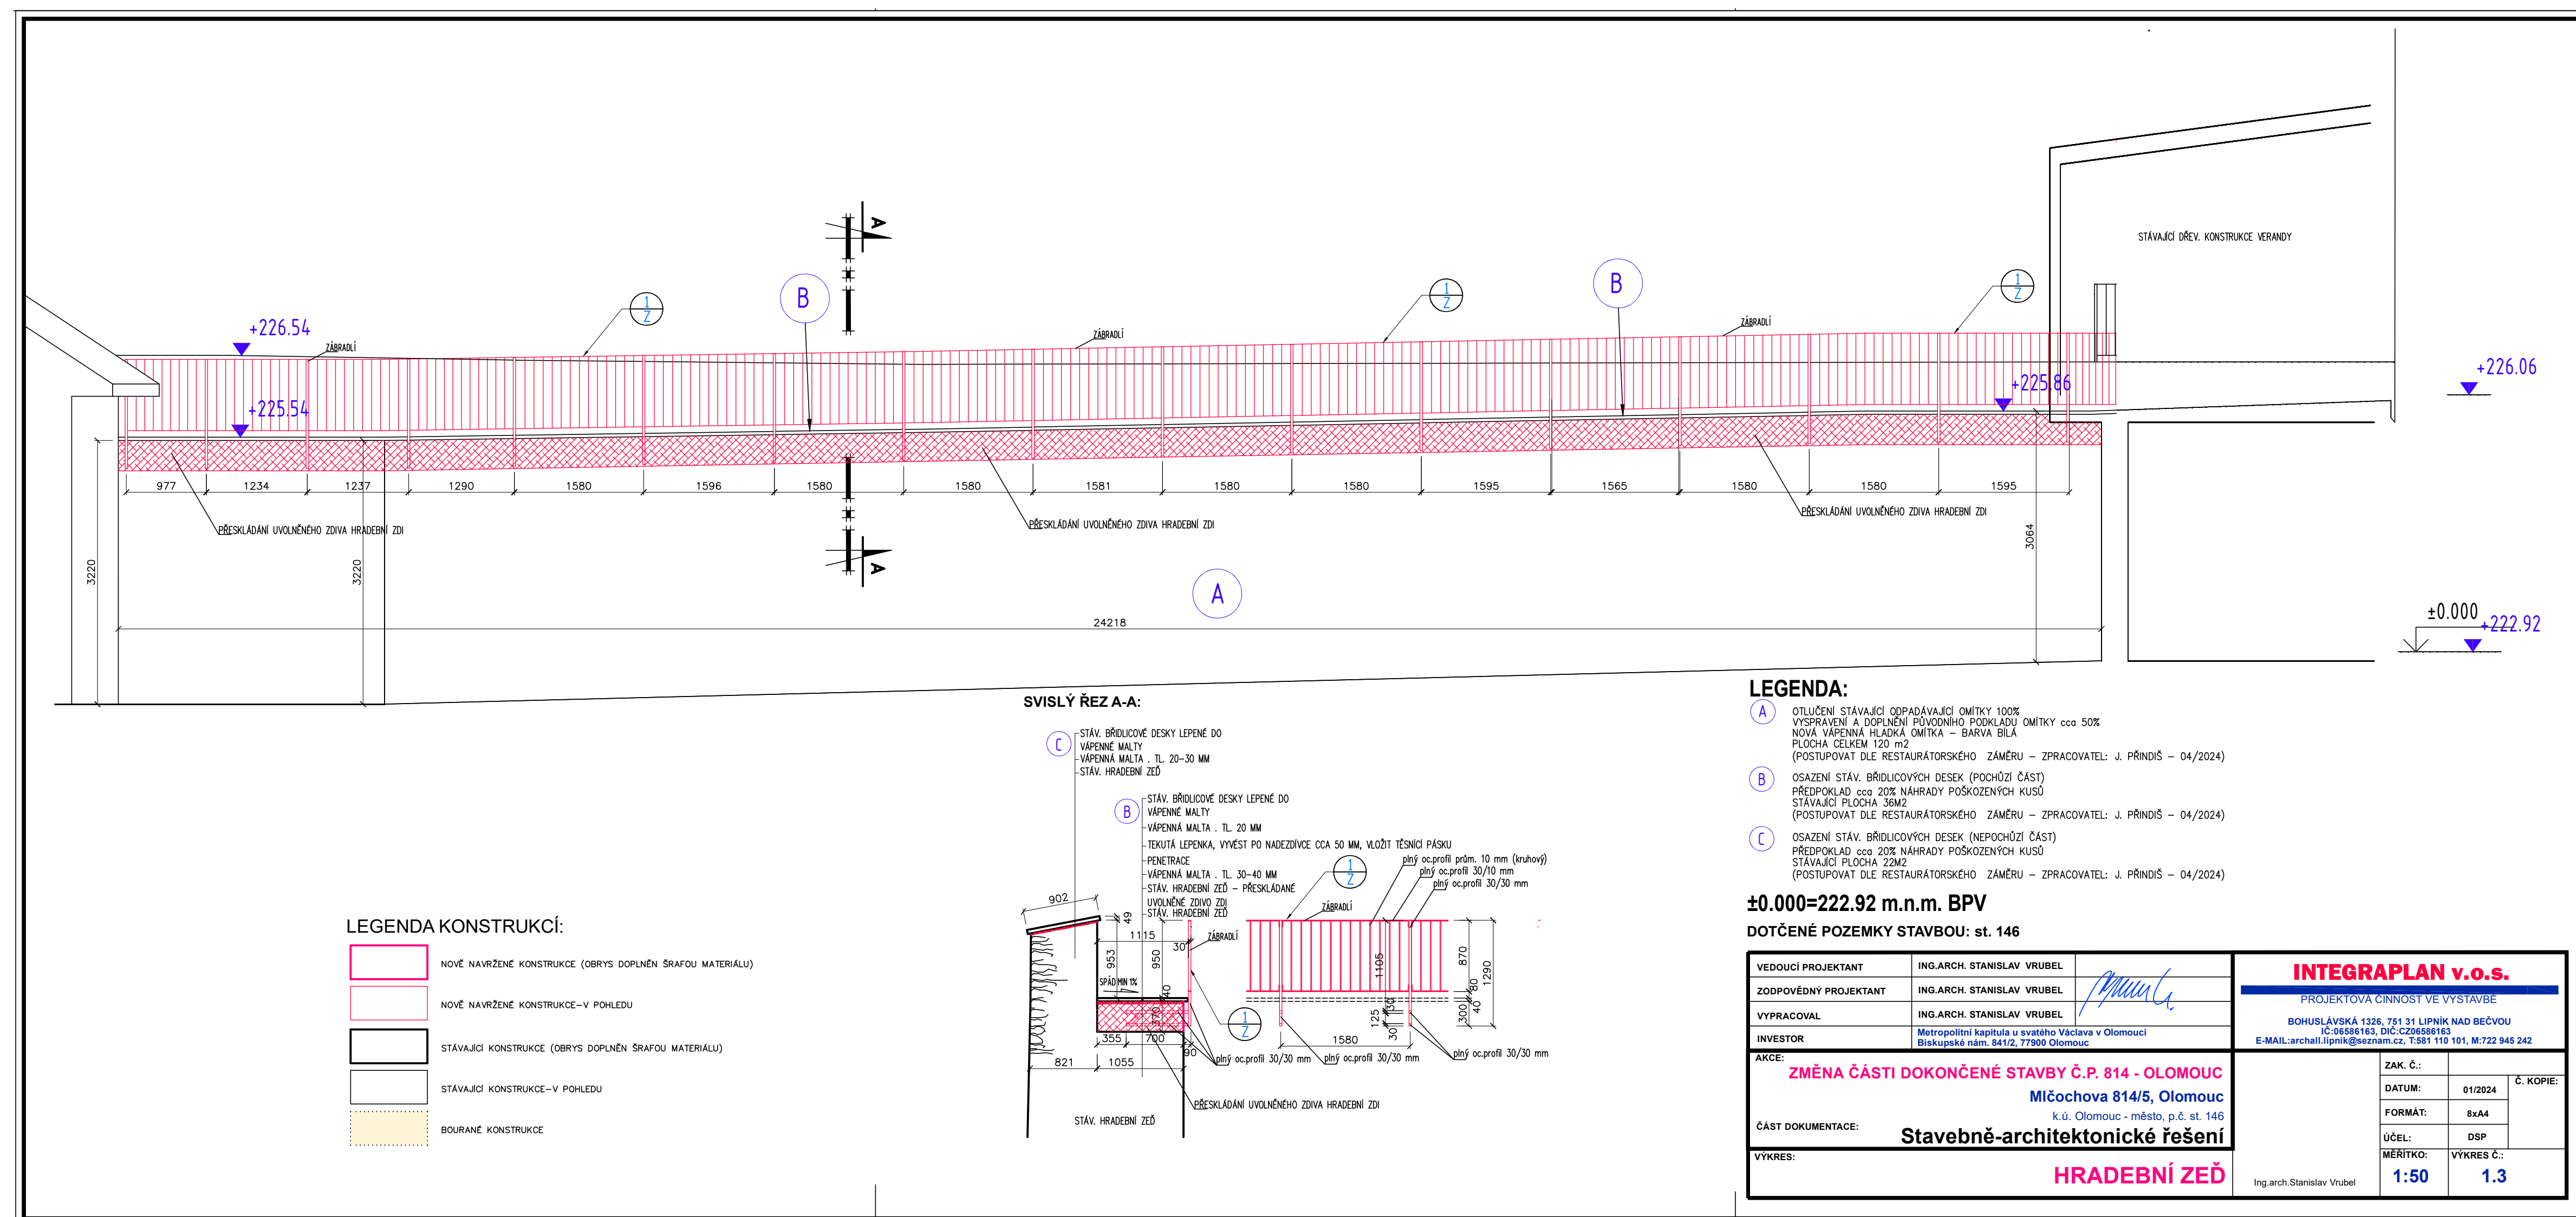 A
B
B
1
Z
1
Z
1
Z
STÁVAJÍCÍ DŘEV. KONSTRUKCE VERANDY
+226.54
ZÁBRADLÍ
ZÁBRADLÍ
ZÁBRADLÍ
+225.54
+225.86
+226.06
977
1234
1237
1290
1580
1596
1580
1580
1581
1580
1580
1595
1565
1580
1580
1595
PŘESKLÁDÁNÍ UVOLNĚNÉHO ZDIVA HRADEBNÍ ZDI
PŘESKLÁDÁNÍ UVOLNĚNÉHO ZDIVA HRADEBNÍ ZDI
PŘESKLÁDÁNÍ UVOLNĚNÉHO ZDIVA HRADEBNÍ ZDI
3220
3220
3064
A
A
24218
±0.000
+222.92
SVISLÝ ŘEZ A-A:
C
STÁV. BŘIDLICOVÉ DESKY LEPENÉ DO
VÁPENNÉ MALTY
VÁPENNÁ MALTA . TL. 20-30 MM
STÁV. HRADEBNÍ ZEĎ
B
STÁV. BŘIDLICOVÉ DESKY LEPENÉ DO
VÁPENNÉ MALTY
VÁPENNÁ MALTA . TL. 20 MM
TEKUTÁ LEPENKA, VYVÉST PO NADEZDÍVCE CCA 50 MM, VLOŽIT TĚSNÍCÍ PÁSKU
PENETRACE
VÁPENNÁ MALTA . TL. 30-40 MM
STÁV. HRADEBNÍ ZEĎ - PŘESKLÁDANÉ
UVOLNĚNÉ ZDIVO ZDI
STÁV. HRADEBNÍ ZEĎ
1
Z
plný oc.profil prům. 10 mm (kruhový)
plný oc.profil 30/10 mm
plný oc.profil 30/30 mm
ZÁBRADLÍ
902
49
1115
30
ZÁBRADLÍ
953
950
SPÁD MIN 1%
40
370
355
700
90
821
1055
1
Z
plný oc.profil 30/30 mm
plný oc.profil 30/30 mm
plný oc.profil 30/30 mm
1105
125
30
30
1580
870
80
300
40
1290
PŘESKLÁDÁNÍ UVOLNĚNÉHO ZDIVA HRADEBNÍ ZDI
STÁV. HRADEBNÍ ZEĎ
LEGENDA KONSTRUKCÍ:
NOVĚ NAVRŽENÉ KONSTRUKCE (OBRYS DOPLNĚN ŠRAFOU MATERIÁLU)
NOVĚ NAVRŽENÉ KONSTRUKCE-V POHLEDU
STÁVAJÍCÍ KONSTRUKCE (OBRYS DOPLNĚN ŠRAFOU MATERIÁLU)
STÁVAJÍCÍ KONSTRUKCE-V POHLEDU
BOURANÉ KONSTRUKCE
LEGENDA:
A
OTLUČENÍ STÁVAJÍCÍ ODPADÁVAJÍCÍ OMÍTKY 100%
VYSPRAVENÍ A DOPLNĚNÍ PŮVODNÍHO PODKLADU OMÍTKY cca 50%
NOVÁ VÁPENNÁ HLADKÁ OMÍTKA - BARVA BÍLÁ
PLOCHA CELKEM 120 m2
(POSTUPOVAT DLE RESTAURÁTORSKÉHO ZÁMĚRU - ZPRACOVATEL: J. PŘINDIŠ - 04/2024)
B
OSAZENÍ STÁV. BŘIDLICOVÝCH DESEK (POCHŮZÍ ČÁST)
PŘEDPOKLAD cca 20% NÁHRADY POŠKOZENÝCH KUSŮ
STÁVAJÍCÍ PLOCHA 36M2
(POSTUPOVAT DLE RESTAURÁTORSKÉHO ZÁMĚRU - ZPRACOVATEL: J. PŘINDIŠ - 04/2024)
C
OSAZENÍ STÁV. BŘIDLICOVÝCH DESEK (NEPOCHŮZÍ ČÁST)
PŘEDPOKLAD cca 20% NÁHRADY POŠKOZENÝCH KUSŮ
STÁVAJÍCÍ PLOCHA 22M2
(POSTUPOVAT DLE RESTAURÁTORSKÉHO ZÁMĚRU - ZPRACOVATEL: J. PŘINDIŠ - 04/2024)
±0.000=222.92 m.n.m. BPV
DOTČENÉ POZEMKY STAVBOU: st. 146
VEDOUCÍ PROJEKTANT ING.ARCH. STANISLAV VRUBEL
ZODPOVĚDNÝ PROJEKTANT ING.ARCH. STANISLAV VRUBEL
VYPRACOVAL ING.ARCH. STANISLAV VRUBEL
INVESTOR Metropolitní kapitula u svatého Václava v Olomouci
Biskupské nám. 841/2, 77900 Olomouc
INTEGRAPLAN v.o.s.
PROJEKTOVÁ ČINNOST VE VÝSTAVBĚ
BOHUSLÁVSKÁ 1326, 751 31 LIPNÍK NAD BEČVOU
IČ:06586163, DIČ:CZ06586163
E-MAIL:archall.lipnik@seznam.cz, T:581 110 101, M:722 945 242
AKCE:
ZMĚNA ČÁSTI DOKONČENÉ STAVBY Č.P. 814 - OLOMOUC
Mlčochova 814/5, Olomouc
k.ú. Olomouc - město, p.č. st. 146
ČÁST DOKUMENTACE:
Stavebně-architektonické řešení
VÝKRES:
HRADEBNÍ ZEĎ
Ing.arch.Stanislav Vrubel
ZAK. Č.:
DATUM: 01/2024
Č. KOPIE:
FORMÁT: 8xA4
ÚČEL: DSP
MĚŘÍTKO:
1:50
VÝKRES Č.:
1.3